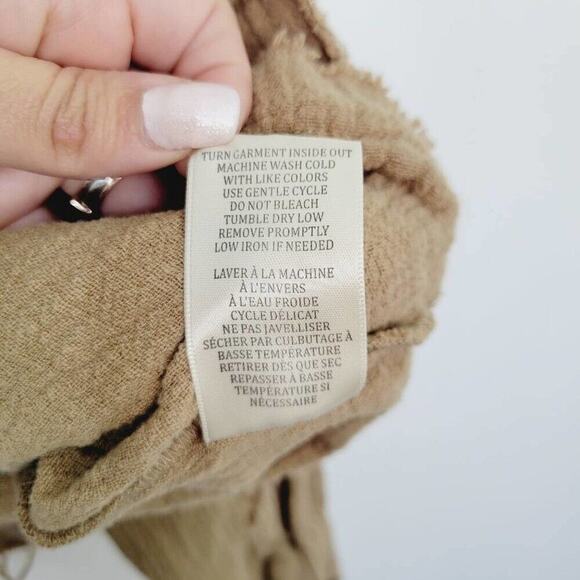 TURN GARMENT INSIDE OUT
MACHINE WASH COLD
WITH LIKE COLORS
USE GENTLE CYCLE
DO NOT BLEACH
TUMBLE DRY LOW
REMOVE PROMPTLY
LOW IRON IF NEEDED
LAVER À LA MACHINE
À L'ENVERS
À L'EAU FROIDE
CYCLE DÉLICAT
NE PAS JAVELLISER
SÉCHER PAR CULBUTAGE À
BASSE TEMPÉRATURE
RETIRER DÈS QUE SEC
REPASSER À BASSE
TEMPÉRATURE SI
NÉCESSAIRE